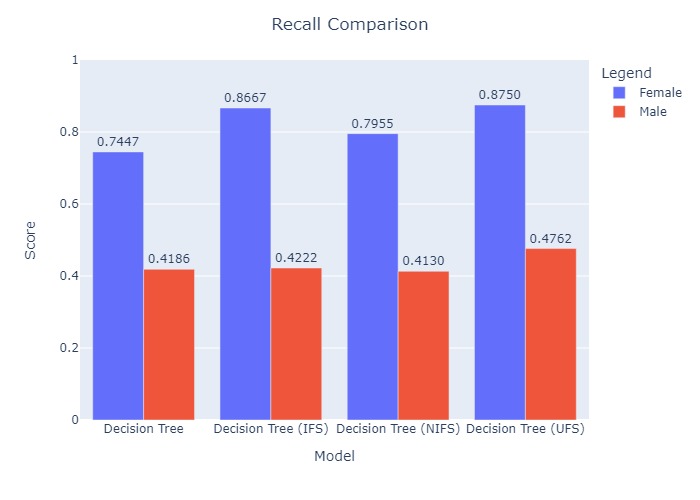 Recall Comparison
Legend
Female
Male
1
0.8
0.6
0.4
0.2
0
Score
0.7447
0.4186
0.8667
0.4222
0.7955
0.4130
0.8750
0.4762
Decision Tree
Decision Tree (IFS)
Decision Tree (NIFS)
Decision Tree (UFS)
Model